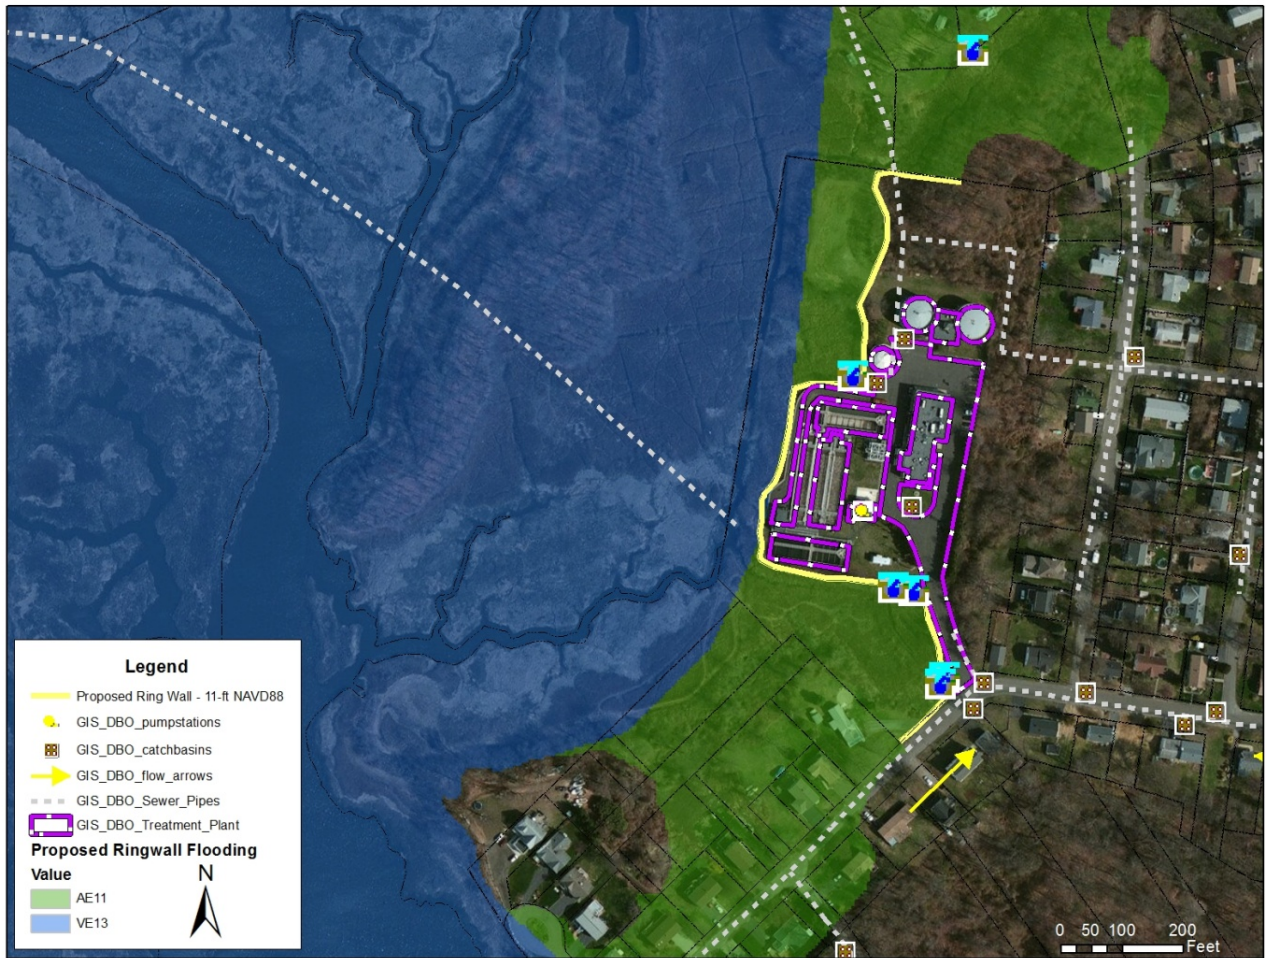 Legend
Proposed Ring Wall - 11-ft NAVD88
GIS_DBO_pumpstations
GIS_DBO_catchbasins
GIS_DBO_flow_arrows
GIS_DBO_Sewer_Pipes
GIS_DBO_Treatment_Plant
Proposed Ringwall Flooding
Value
N
AE11
VE13
0 50 100 200
Feet